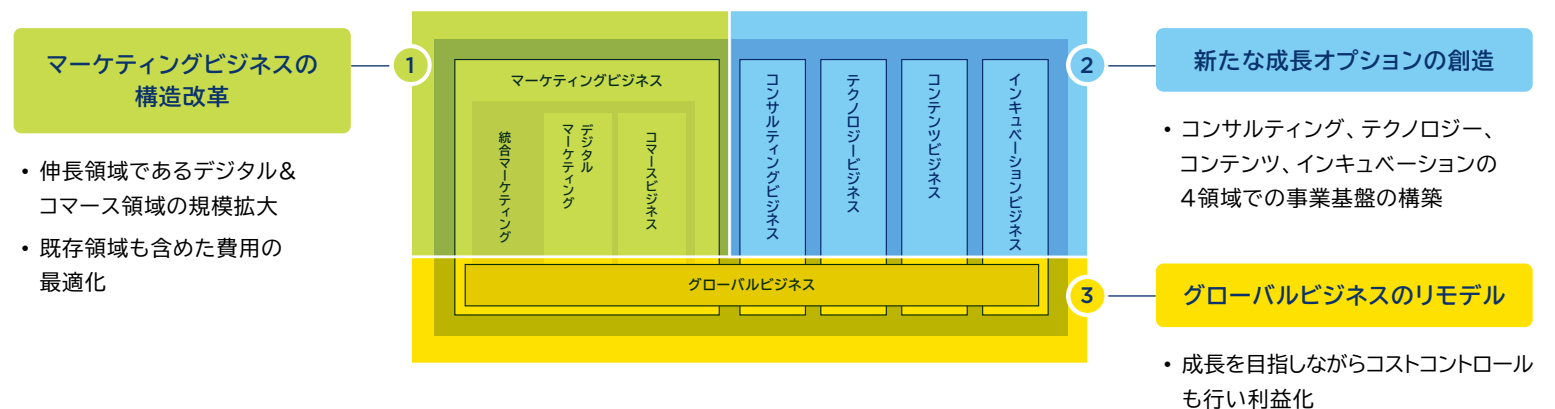 マーケティングビジネスの
構造改革
1
• 伸長領域であるデジタル&
コマース領域の規模拡大
• 既存領域も含めた費用の
最適化
マーケティングビジネス
統合マーケティング
デジタル
マーケティング
コマースビジネス
コンサルティングビジネス
テクノロジービジネス
コンテンツビジネス
インキュベーションビジネス
グローバルビジネス
2
新たな成長オプションの創造
• コンサルティング、テクノロジー、
コンテンツ、インキュベーションの
4領域での事業基盤の構築
3
グローバルビジネスのリモデル
• 成長を目指しながらコストコントロール
も行い利益化